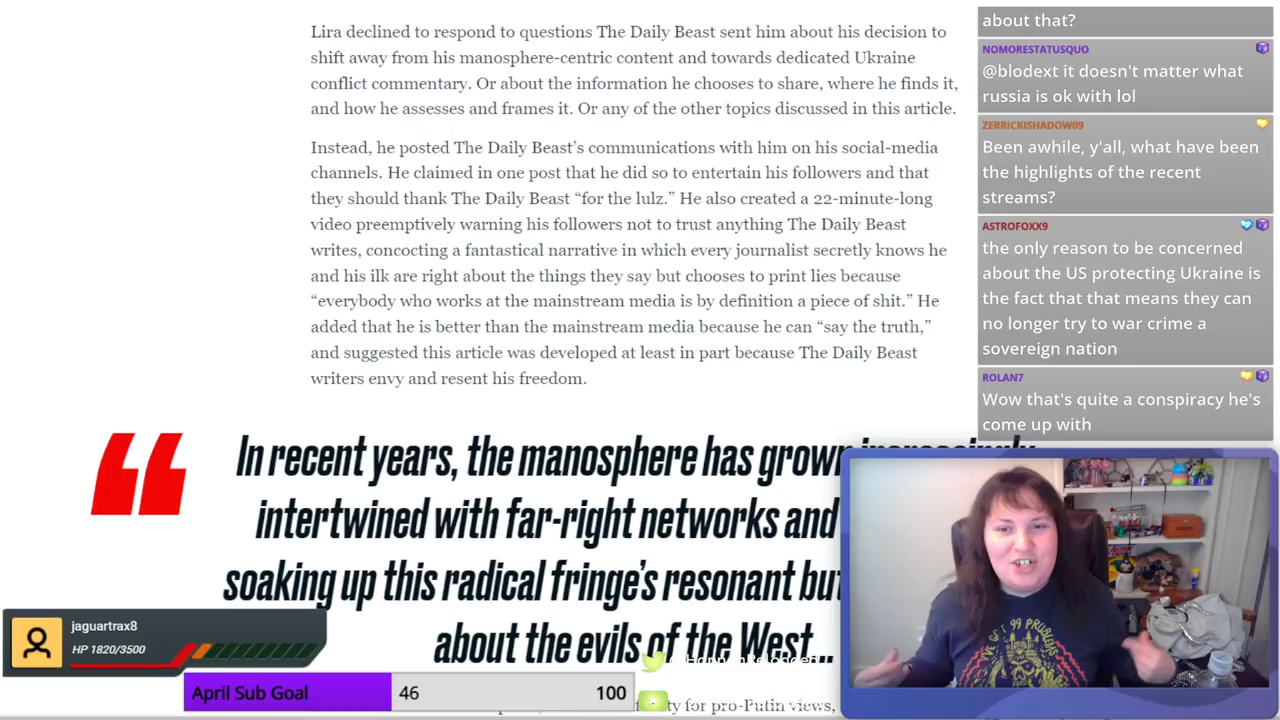 Lira declined to respond to questions The Daily Beast sent him about his decision to
shift away from his manosphere-centric content and towards dedicated Ukraine
conflict commentary. Or about the information he chooses to share, where he finds it,
and how he assesses and frames it. Or any of the other topics discussed in this article.
Instead, he posted The Daily Beast’s communications with him on his social-media
channels. He claimed in one post that he did so to entertain his followers and that
they should thank The Daily Beast “for the lulz.” He also created a 22-minute-long
video preemptively warning his followers not to trust anything The Daily Beast
writes, concocting a fantastical narrative in which every journalist secretly knows he
and his ilk are right about the things they say but chooses to print lies because
“everybody who works at the mainstream media is by definition a piece of shit.” He
added that he is better than the mainstream media because he can “say the truth,”
and suggested this article was developed at least in part because The Daily Beast
writers envy and resent his freedom.
“
In recent years, the manosphere has grown increasingly
intertwined with far-right networks and
soaking up this radical fringe’s resonant
about the evils of the West..
for pro-Putin views,
about that?
NOMORESTATUSQUO
@blodext it doesn't matter what
russia is ok with lol
ZERRICKISHADOW09
Been awhile, y'all, what have been
the highlights of the recent
streams?
ASTROFOXX9
the only reason to be concerned
about the US protecting Ukraine is
the fact that that means they can
no longer try to war crime a
sovereign nation
ROLAN7
Wow that's quite a conspiracy he's
come up with
jaguartrax8
HP 1820/3500
April Sub Goal 46 100